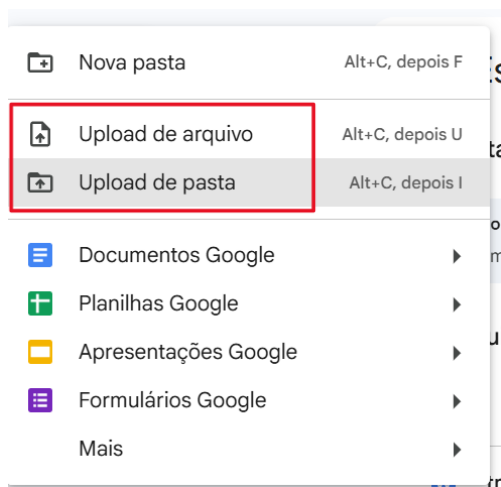 Nova pasta Alt+C, depois F
Upload de arquivo Alt+C, depois U
Upload de pasta Alt+C, depois I
Documentos Google
Planilhas Google
Apresentações Google
Formulários Google
Mais